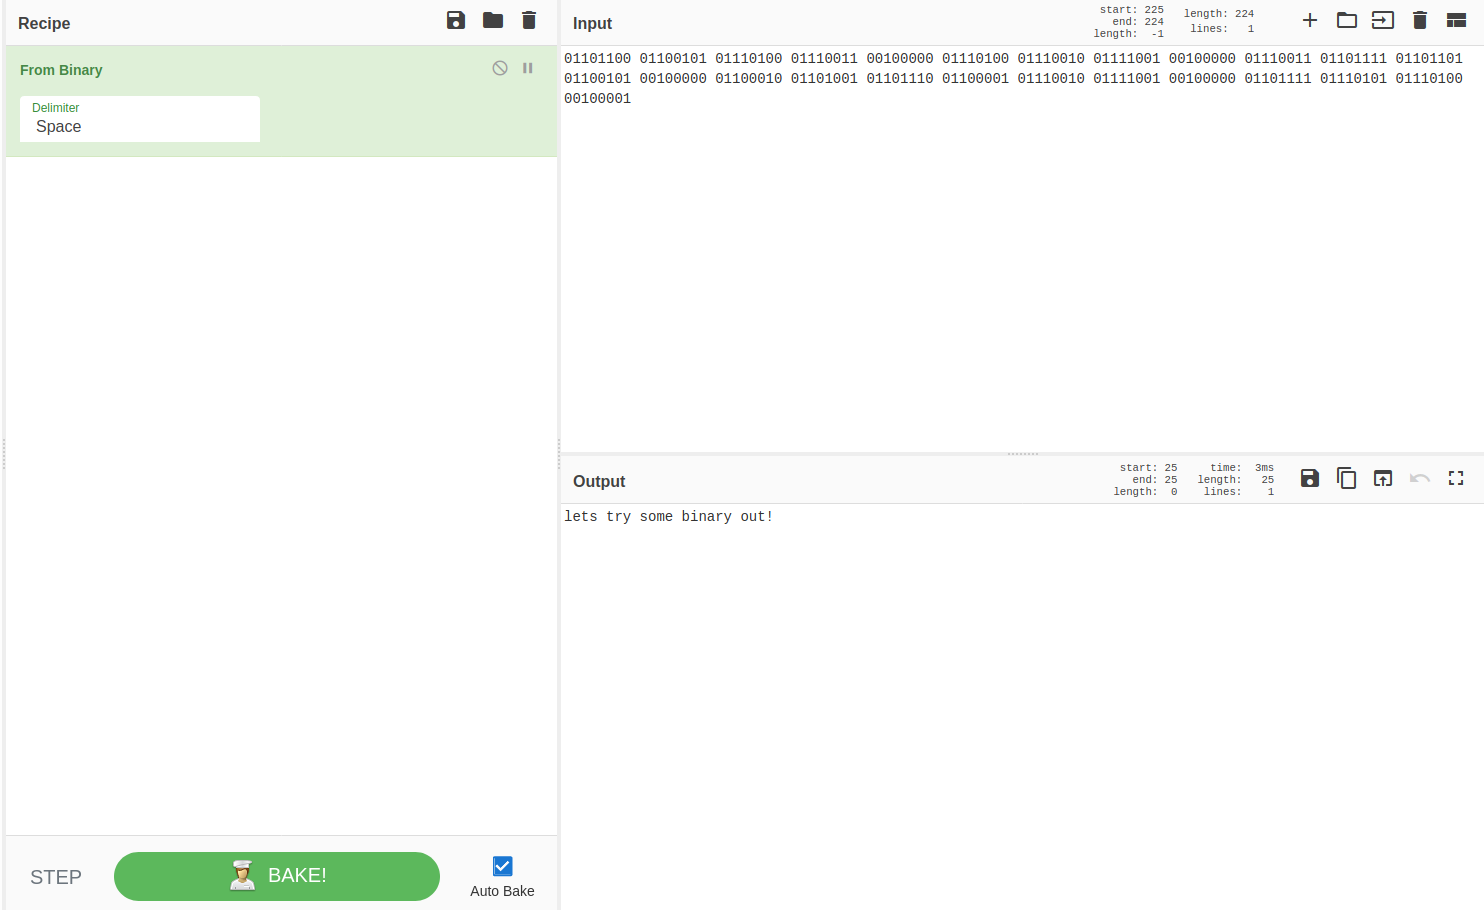 Recipe
From Binary
Delimiter
Space
STEP
BAKE!
Auto Bake
Input
start: 225
end: 224
length: -1
length: 224
lines: 1
01101100 01100101 01110100 01110011 00100000 01110100 01110010 01111001 00100000 01110011 01101111 01101101
01100101 00100000 01100010 01101001 01101110 01100001 01110010 01111001 00100000 01101111 01110101 01110100
00100001
Output
start: 25
end: 25
length: 0
time: 3ms
length: 25
lines: 1
lets try some binary out!